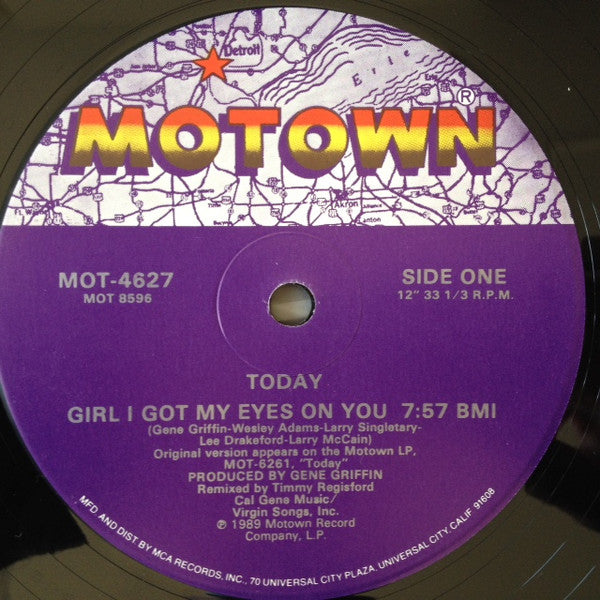 Detroit
Erie
MOTOWN®
Akron
MOT-4627
MOT 8596
SIDE ONE
12" 33 1/3 R.P.M.
TODAY
GIRL I GOT MY EYES ON YOU 7:57 BMI
(Gene Griffin-Wesley Adams-Larry Singletary-
Lee Drakeford-Larry McCain)
Original version appears on the Motown LP,
MOT-6261, "Today"
PRODUCED BY GENE GRIFFIN
Remixed by Timmy Regisford
Cal Gene Music/
Virgin Songs, Inc.
℗ 1989 Motown Record
Company, L.P.
MFD AND DIST BY MCA RECORDS, INC., 70 UNIVERSAL CITY PLAZA, UNIVERSAL CITY, CALIF 91608